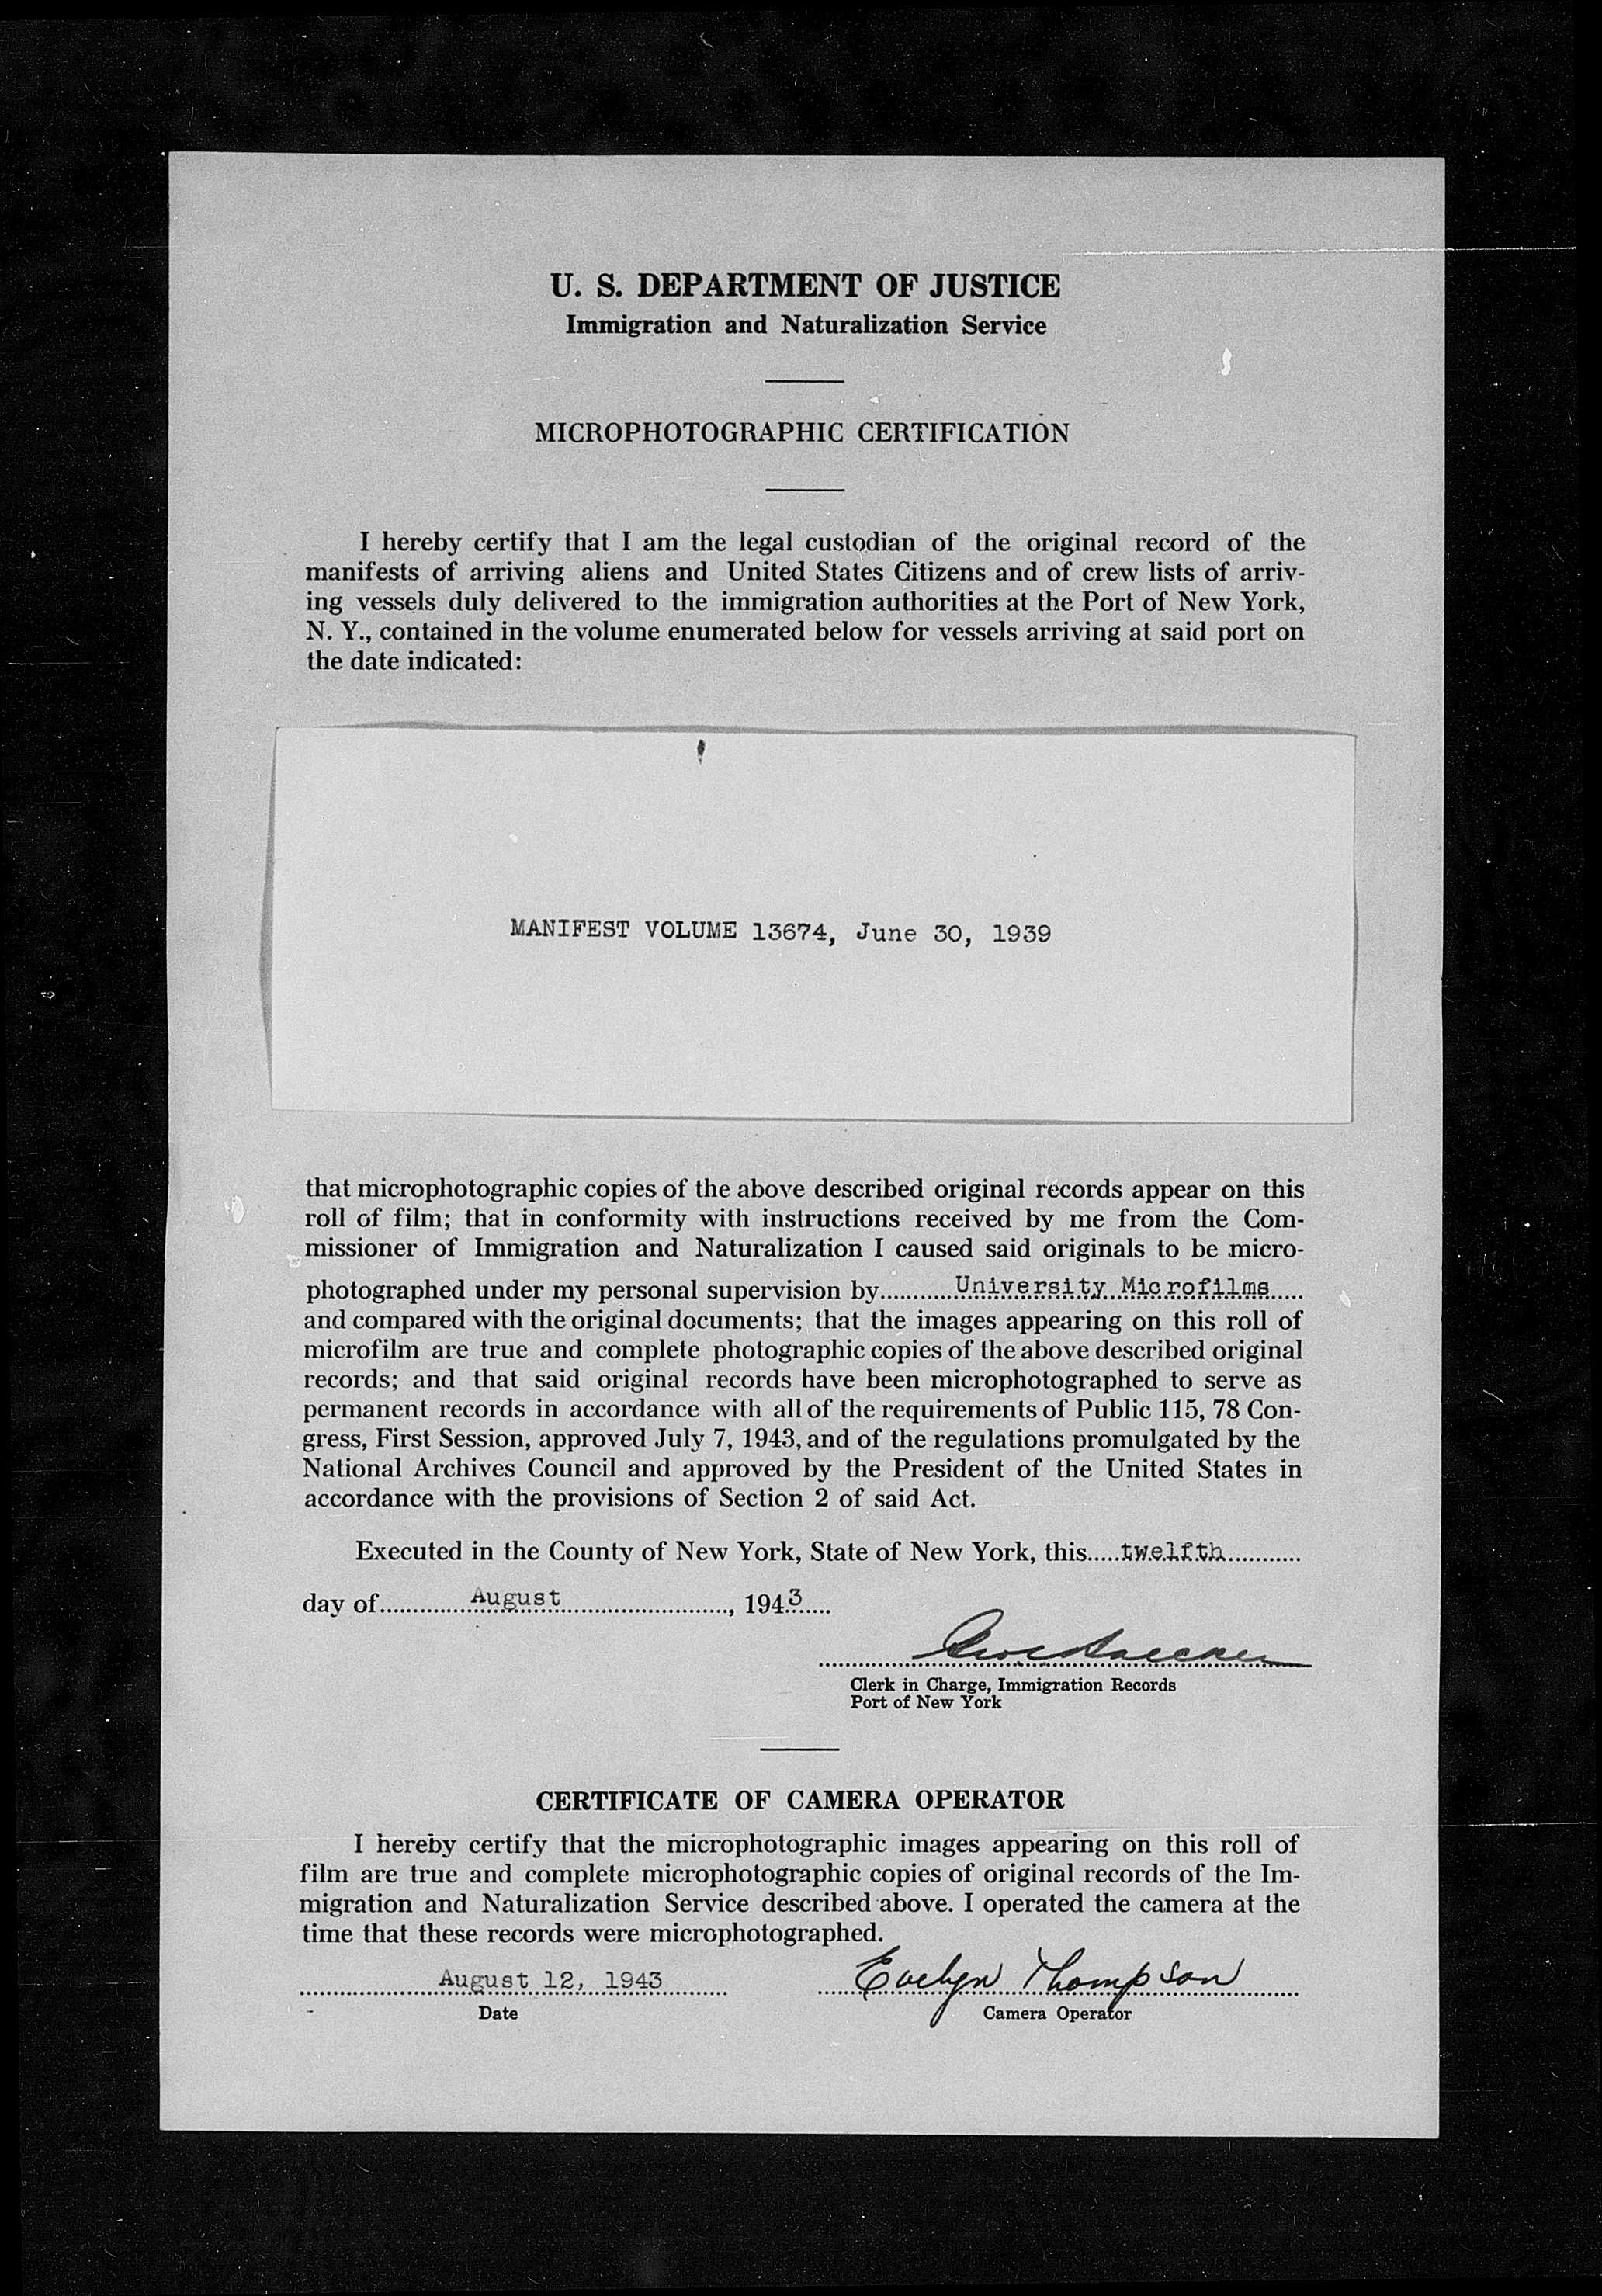 U. S. DEPARTMENT OF JUSTICE
Immigration and Naturalization Service
MICROPHOTOGRAPHIC CERTIFICATION
I hereby certify that I am the legal custodian of the original record of the
manifests of arriving aliens and United States Citizens and of crew lists of arriv-
ing vessels duly delivered to the immigration authorities at the Port of New York,
N. Y., contained in the volume enumerated below for vessels arriving at said port on
the date indicated:
MANIFEST VOLUME 13674, June 30, 1939
that microphotographic copies of the above described original records appear on this
roll of film; that in conformity with instructions received by me from the Com-
missioner of Immigration and Naturalization I caused said originals to be micro-
photographed under my personal supervision by University Microfilms
and compared with the original documents; that the images appearing on this roll of
microfilm are true and complete photographic copies of the above described original
records; and that said original records have been microphotographed to serve as
permanent records in accordance with all of the requirements of Public 115, 78 Con-
gress, First Session, approved July 7, 1943, and of the regulations promulgated by the
National Archives Council and approved by the President of the United States in
accordance with the provisions of Section 2 of said Act.
Executed in the County of New York, State of New York, this twelfth
day of August, 1943
Clerk in Charge, Immigration Records
Port of New York
CERTIFICATE OF CAMERA OPERATOR
I hereby certify that the microphotographic images appearing on this roll of
film are true and complete microphotographic copies of original records of the Im-
migration and Naturalization Service described above. I operated the camera at the
time that these records were microphotographed.
August 12, 1943 Evelyn Thompson
Date Camera Operator